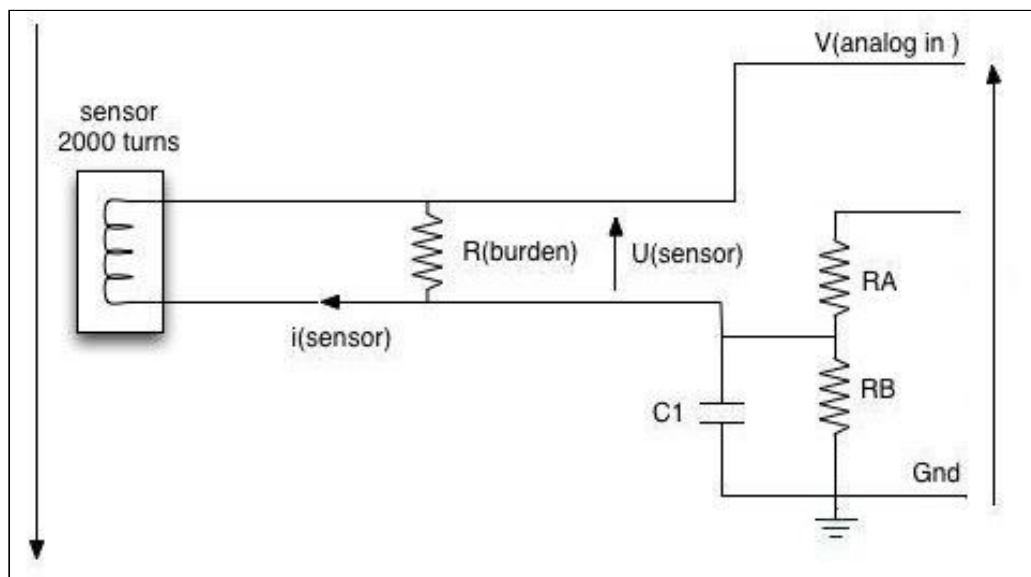 V(analog in )
sensor
2000 turns
R(burden)
U(sensor)
RA
i(sensor)
RB
C1
Gnd